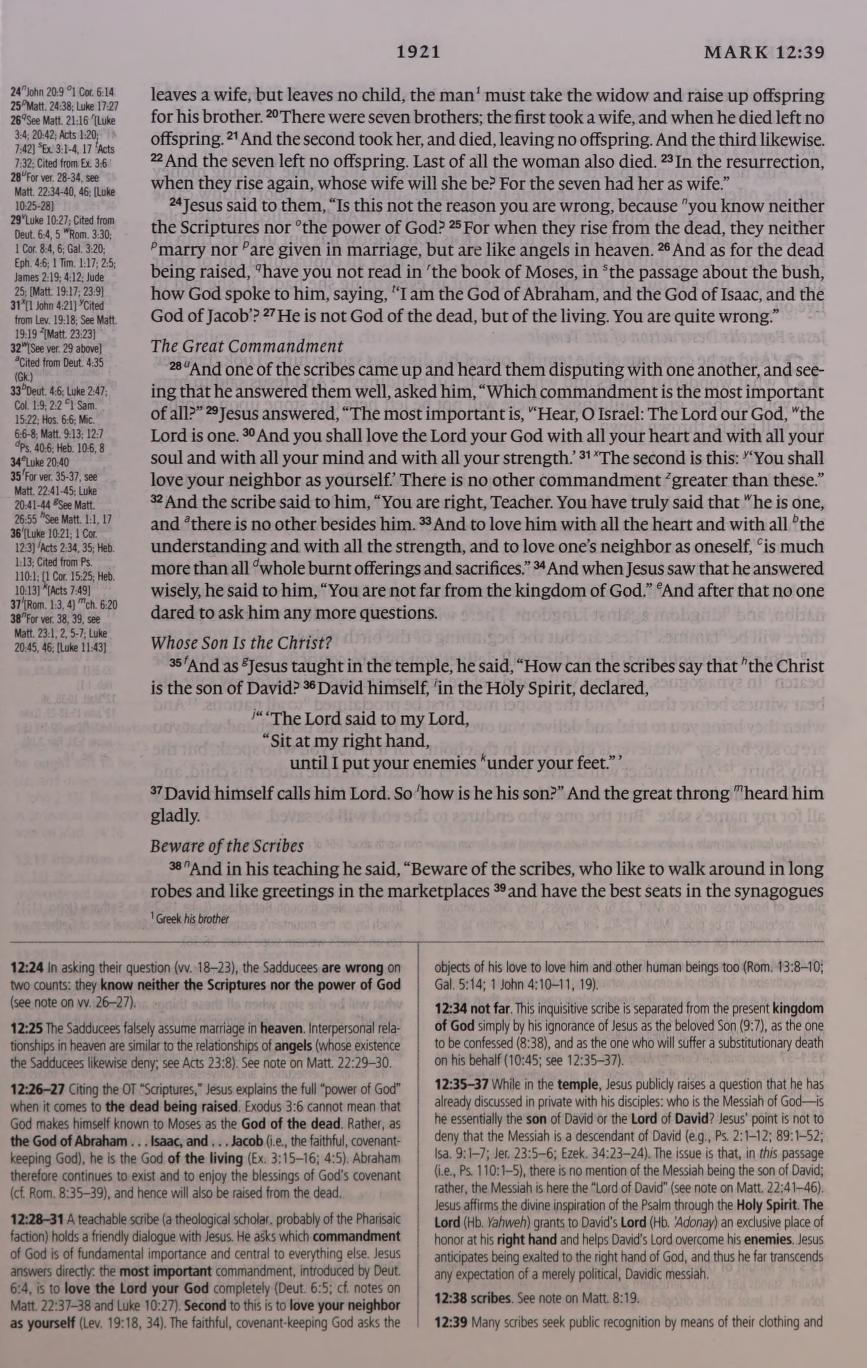 1921
MARK 12:39
24 n John 20:9 o 1 Cor. 6:14
25 p Matt. 24:38; Luke 17:27
26 q See Matt. 21:16 r [Luke
3:4; 20:42; Acts 1:20;
7:42] s Ex. 3:1-4, 17 t Acts
7:32; Cited from Ex. 3:6
28 u For ver. 28-34, see
Matt. 22:34-40, 46; [Luke
10:25-28]
29 v Luke 10:27; Cited from
Deut. 6:4, 5 w Rom. 3:30;
1 Cor. 8:4, 6; Gal. 3:20;
Eph. 4:6; 1 Tim. 1:17; 2:5;
James 2:19; 4:12; Jude
25; [Matt. 19:17; 23:9]
31 x [1 John 4:21] y Cited
from Lev. 19:18; See Matt.
19:19 z [Matt. 23:23]
32 w [See ver. 29 above]
a Cited from Deut. 4:35
(Gk.)
33 b Deut. 4:6; Luke 2:47;
Col. 1:9; 2:2 c 1 Sam.
15:22; Hos. 6:6; Mic.
6:6-8; Matt. 9:13; 12:7
d Ps. 40:6; Heb. 10:6, 8
34 e Luke 20:40
35 f For ver. 35-37, see
Matt. 22:41-45; Luke
20:41-44 g See Matt.
26:55 h See Matt. 1:1, 17
36 i [Luke 10:21; 1 Cor.
12:3] j Acts 2:34, 35; Heb.
1:13; Cited from Ps.
110:1; [1 Cor. 15:25; Heb.
10:13] k [Acts 7:49]
37 l [Rom. 1:3, 4) m ch. 6:20
38 n For ver. 38, 39, see
Matt. 23:1, 2, 5-7; Luke
20:45, 46; [Luke 11:43]
leaves a wife, but leaves no child, the man¹ must take the widow and raise up offspring
for his brother. 20 There were seven brothers; the first took a wife, and when he died left no
offspring. 21 And the second took her, and died, leaving no offspring. And the third likewise.
22 And the seven left no offspring. Last of all the woman also died. 23 In the resurrection,
when they rise again, whose wife will she be? For the seven had her as wife.”
24 Jesus said to them, “Is this not the reason you are wrong, because n you know neither
the Scriptures nor o the power of God? 25 For when they rise from the dead, they neither
p marry nor p are given in marriage, but are like angels in heaven. 26 And as for the dead
being raised, q have you not read in r the book of Moses, in s the passage about the bush,
how God spoke to him, saying, t ‘I am the God of Abraham, and the God of Isaac, and the
God of Jacob’? 27 He is not God of the dead, but of the living. You are quite wrong.”
The Great Commandment
28 u And one of the scribes came up and heard them disputing with one another, and see-
ing that he answered them well, asked him, “Which commandment is the most important
of all?” 29 Jesus answered, “The most important is, v ‘Hear, O Israel: The Lord our God, w the
Lord is one. 30 And you shall love the Lord your God with all your heart and with all your
soul and with all your mind and with all your strength.’ 31 x The second is this: y ‘You shall
love your neighbor as yourself.’ There is no other commandment z greater than these.”
32 And the scribe said to him, “You are right, Teacher. You have truly said that w he is one,
and a there is no other besides him. 33 And to love him with all the heart and with all b the
understanding and with all the strength, and to love one’s neighbor as oneself, c is much
more than all d whole burnt offerings and sacrifices.” 34 And when Jesus saw that he answered
wisely, he said to him, “You are not far from the kingdom of God.” e And after that no one
dared to ask him any more questions.
Whose Son Is the Christ?
35 f And as g Jesus taught in the temple, he said, “How can the scribes say that h the Christ
is the son of David? 36 David himself, i in the Holy Spirit, declared,
j “‘The Lord said to my Lord,
“Sit at my right hand,
until I put your enemies k under your feet.”’
37 David himself calls him Lord. So l how is he his son?” And the great throng m heard him
gladly.
Beware of the Scribes
38 n And in his teaching he said, “Beware of the scribes, who like to walk around in long
robes and like greetings in the marketplaces 39 and have the best seats in the synagogues
1 Greek his brother
12:24 In asking their question (vv. 18–23), the Sadducees are wrong on
two counts: they know neither the Scriptures nor the power of God
(see note on vv. 26–27).
12:25 The Sadducees falsely assume marriage in heaven. Interpersonal rela-
tionships in heaven are similar to the relationships of angels (whose existence
the Sadducees likewise deny; see Acts 23:8). See note on Matt. 22:29–30.
12:26–27 Citing the OT “Scriptures,” Jesus explains the full “power of God”
when it comes to the dead being raised. Exodus 3:6 cannot mean that
God makes himself known to Moses as the God of the dead. Rather, as
the God of Abraham . . . Isaac, and . . . Jacob (i.e., the faithful, covenant-
keeping God), he is the God of the living (Ex. 3:15–16; 4:5). Abraham
therefore continues to exist and to enjoy the blessings of God’s covenant
(cf. Rom. 8:35–39), and hence will also be raised from the dead.
12:28–31 A teachable scribe (a theological scholar, probably of the Pharisaic
faction) holds a friendly dialogue with Jesus. He asks which commandment
of God is of fundamental importance and central to everything else. Jesus
answers directly: the most important commandment, introduced by Deut.
6:4, is to love the Lord your God completely (Deut. 6:5; cf. notes on
Matt. 22:37–38 and Luke 10:27). Second to this is to love your neighbor
as yourself (Lev. 19:18, 34). The faithful, covenant-keeping God asks the
objects of his love to love him and other human beings too (Rom. 13:8–10;
Gal. 5:14; 1 John 4:10–11, 19).
12:34 not far. This inquisitive scribe is separated from the present kingdom
of God simply by his ignorance of Jesus as the beloved Son (9:7), as the one
to be confessed (8:38), and as the one who will suffer a substitutionary death
on his behalf (10:45; see 12:35–37).
12:35–37 While in the temple, Jesus publicly raises a question that he has
already discussed in private with his disciples: who is the Messiah of God—is
he essentially the son of David or the Lord of David? Jesus’ point is not to
deny that the Messiah is a descendant of David (e.g., Ps. 2:1–12; 89:1–52;
Isa. 9:1–7; Jer. 23:5–6; Ezek. 34:23–24). The issue is that, in this passage
(i.e., Ps. 110:1–5), there is no mention of the Messiah being the son of David;
rather, the Messiah is here the “Lord of David” (see note on Matt. 22:41–46).
Jesus affirms the divine inspiration of the Psalm through the Holy Spirit. The
Lord (Hb. Yahweh) grants to David’s Lord (Hb. ’Adonay) an exclusive place of
honor at his right hand and helps David’s Lord overcome his enemies. Jesus
anticipates being exalted to the right hand of God, and thus he far transcends
any expectation of a merely political, Davidic messiah.
12:38 scribes. See note on Matt. 8:19.
12:39 Many scribes seek public recognition by means of their clothing and